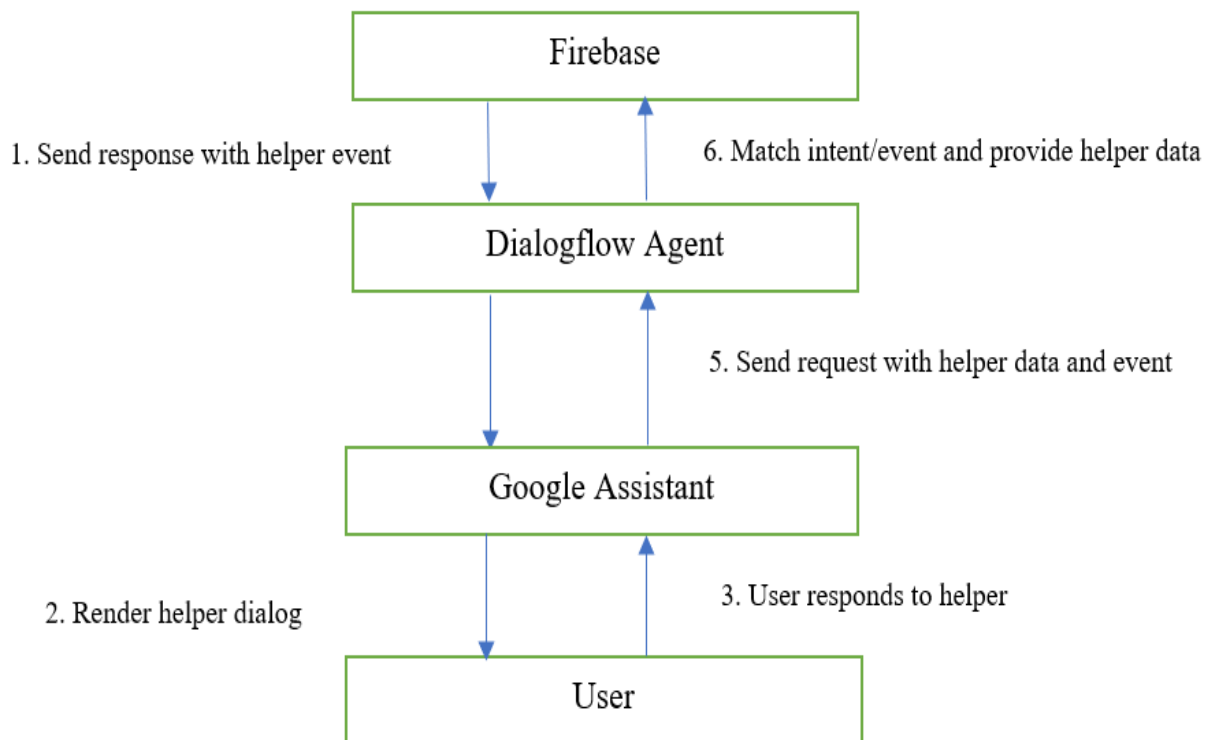 Firebase
1. Send response with helper event
6. Match intent/event and provide helper data
Dialogflow Agent
5. Send request with helper data and event
Google Assistant
2. Render helper dialog
3. User responds to helper
User